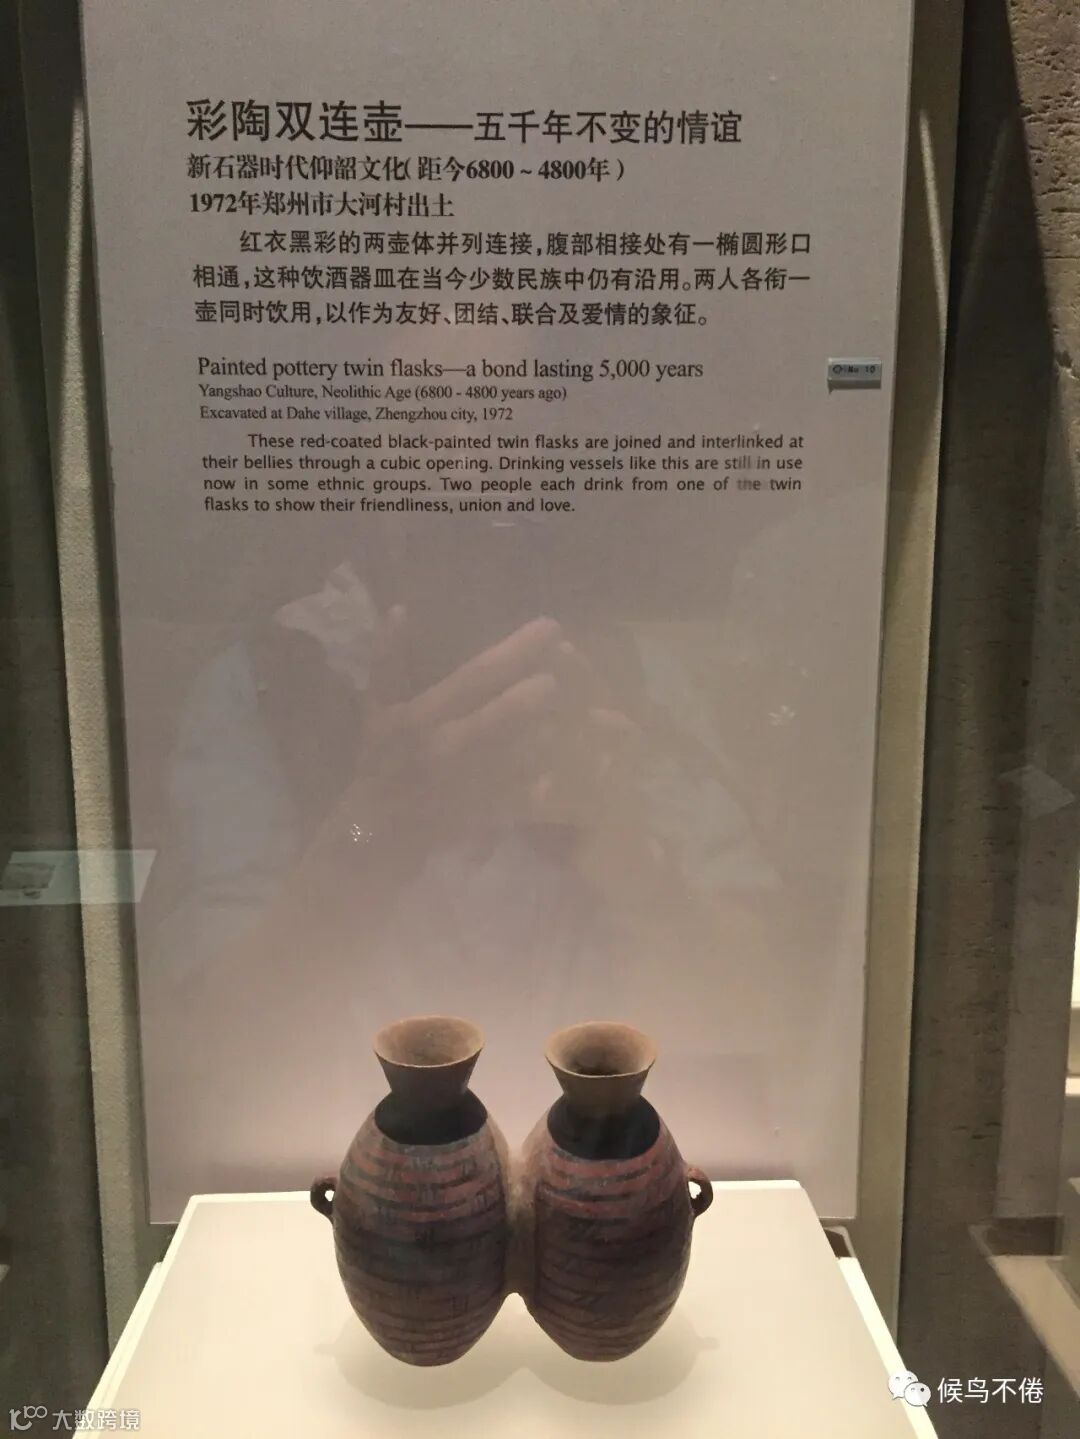 彩陶双连壶——五千年不变的情谊
新石器时代仰韶文化(距今6800~4800年)
1972年郑州市大河村出土
红衣黑彩的两壶体并列连接,腹部相接处有一椭圆形口
相通,这种饮酒器皿在当今少数民族中仍有沿用。两人各衔一
壶同时饮用,以作为友好、团结、联合及爱情的象征。
Painted pottery twin flasks—a bond lasting 5,000 years
Yangshao Culture, Neolithic Age (6800 - 4800 years ago)
Excavated at Dahe village, Zhengzhou city, 1972
These red-coated black-painted twin flasks are joined and interlinked at
their bellies through a cubic opening. Drinking vessels like this are still in use
now in some ethnic groups. Two people each drink from one of the twin
flasks to show their friendliness, union and love.
No 10
候鸟不倦
大数跨境